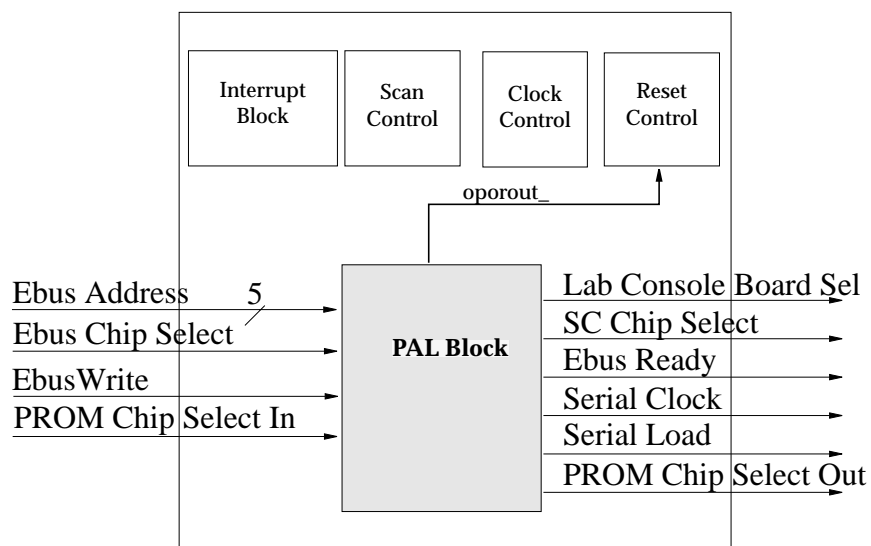 Interrupt
Block
Scan
Control
Clock
Control
Reset
Control
oporout_
Ebus Address 5
Ebus Chip Select
EbusWrite
PROM Chip Select In
PAL Block
Lab Console Board Sel
SC Chip Select
Ebus Ready
Serial Clock
Serial Load
PROM Chip Select Out